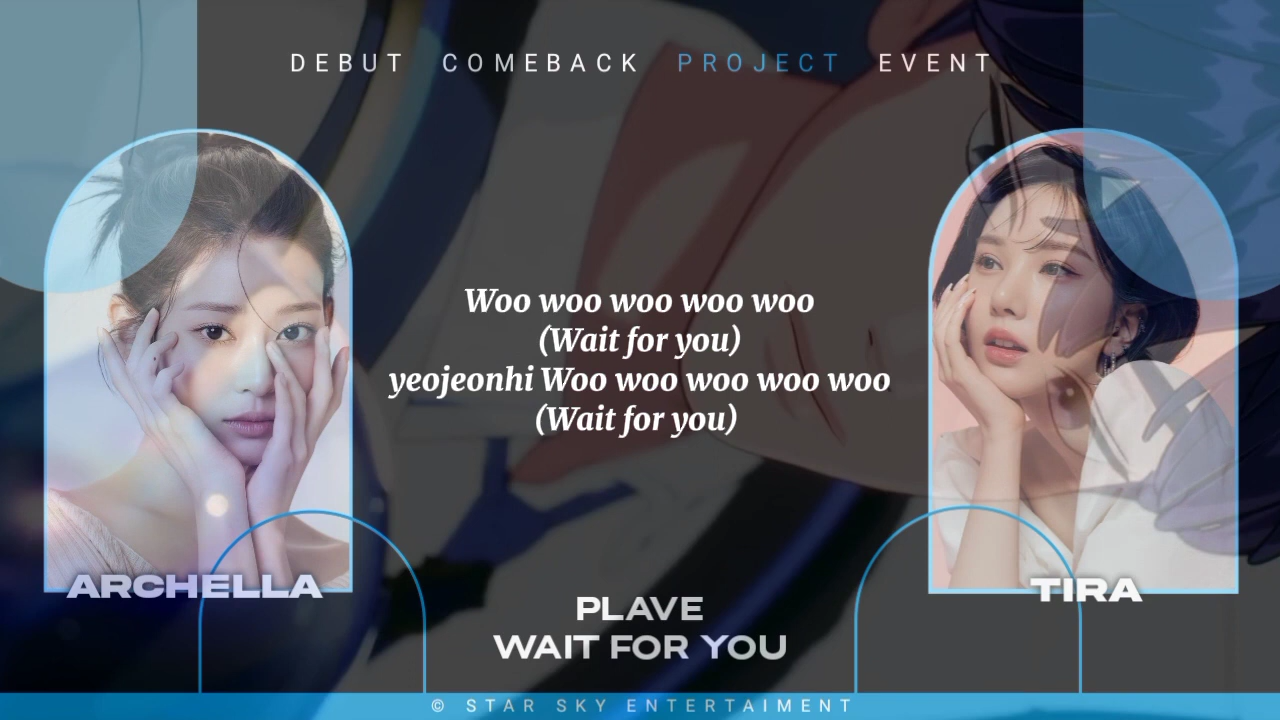 DEBUT COMEBACK PROJECT EVENT
Woo woo woo woo woo
(Wait for you)
yeojeonhi Woo woo woo woo woo
(Wait for you)
ARCHELLA
TIRA
PLAVE
WAIT FOR YOU
© STAR SKY ENTERTAIMENT